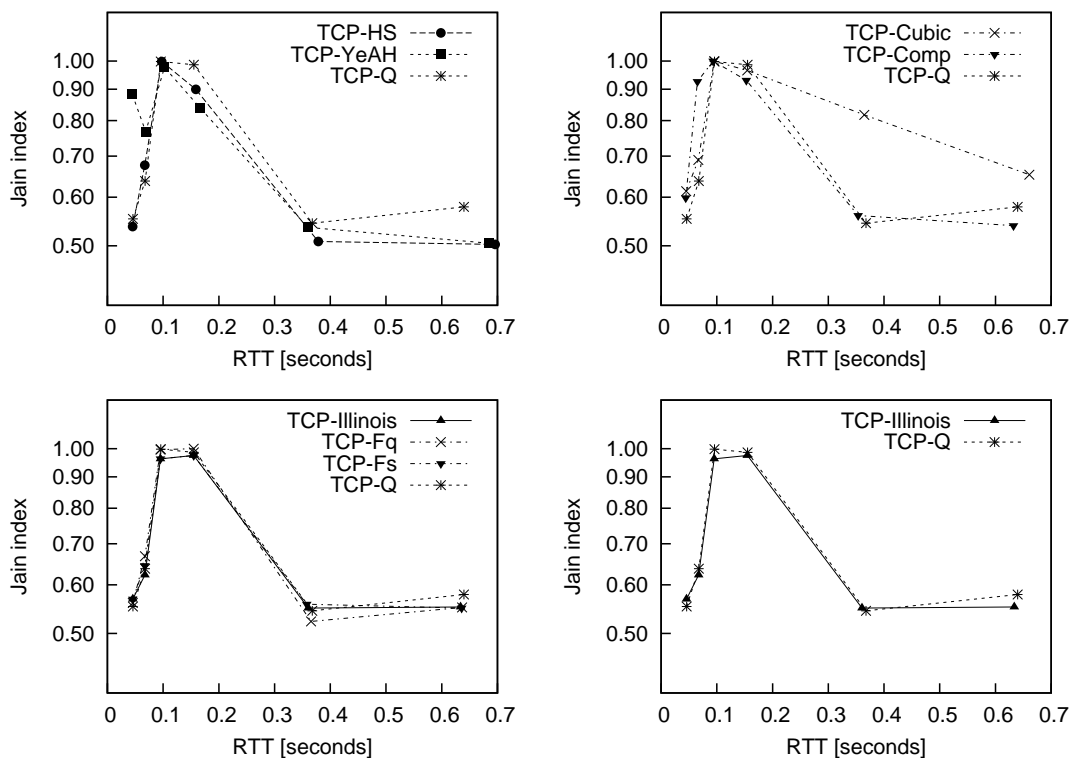 TCP-HS
TCP-YeAH
TCP-Q
1.00
0.90
0.80
0.70
0.60
0.50
Jain index
0 0.1 0.2 0.3 0.4 0.5 0.6 0.7
RTT [seconds]
TCP-Cubic
TCP-Comp
TCP-Q
1.00
0.90
0.80
0.70
0.60
0.50
Jain index
0 0.1 0.2 0.3 0.4 0.5 0.6 0.7
RTT [seconds]
TCP-Illinois
TCP-Fq
TCP-Fs
TCP-Q
1.00
0.90
0.80
0.70
0.60
0.50
Jain index
0 0.1 0.2 0.3 0.4 0.5 0.6 0.7
RTT [seconds]
TCP-Illinois
TCP-Q
1.00
0.90
0.80
0.70
0.60
0.50
Jain index
0 0.1 0.2 0.3 0.4 0.5 0.6 0.7
RTT [seconds]